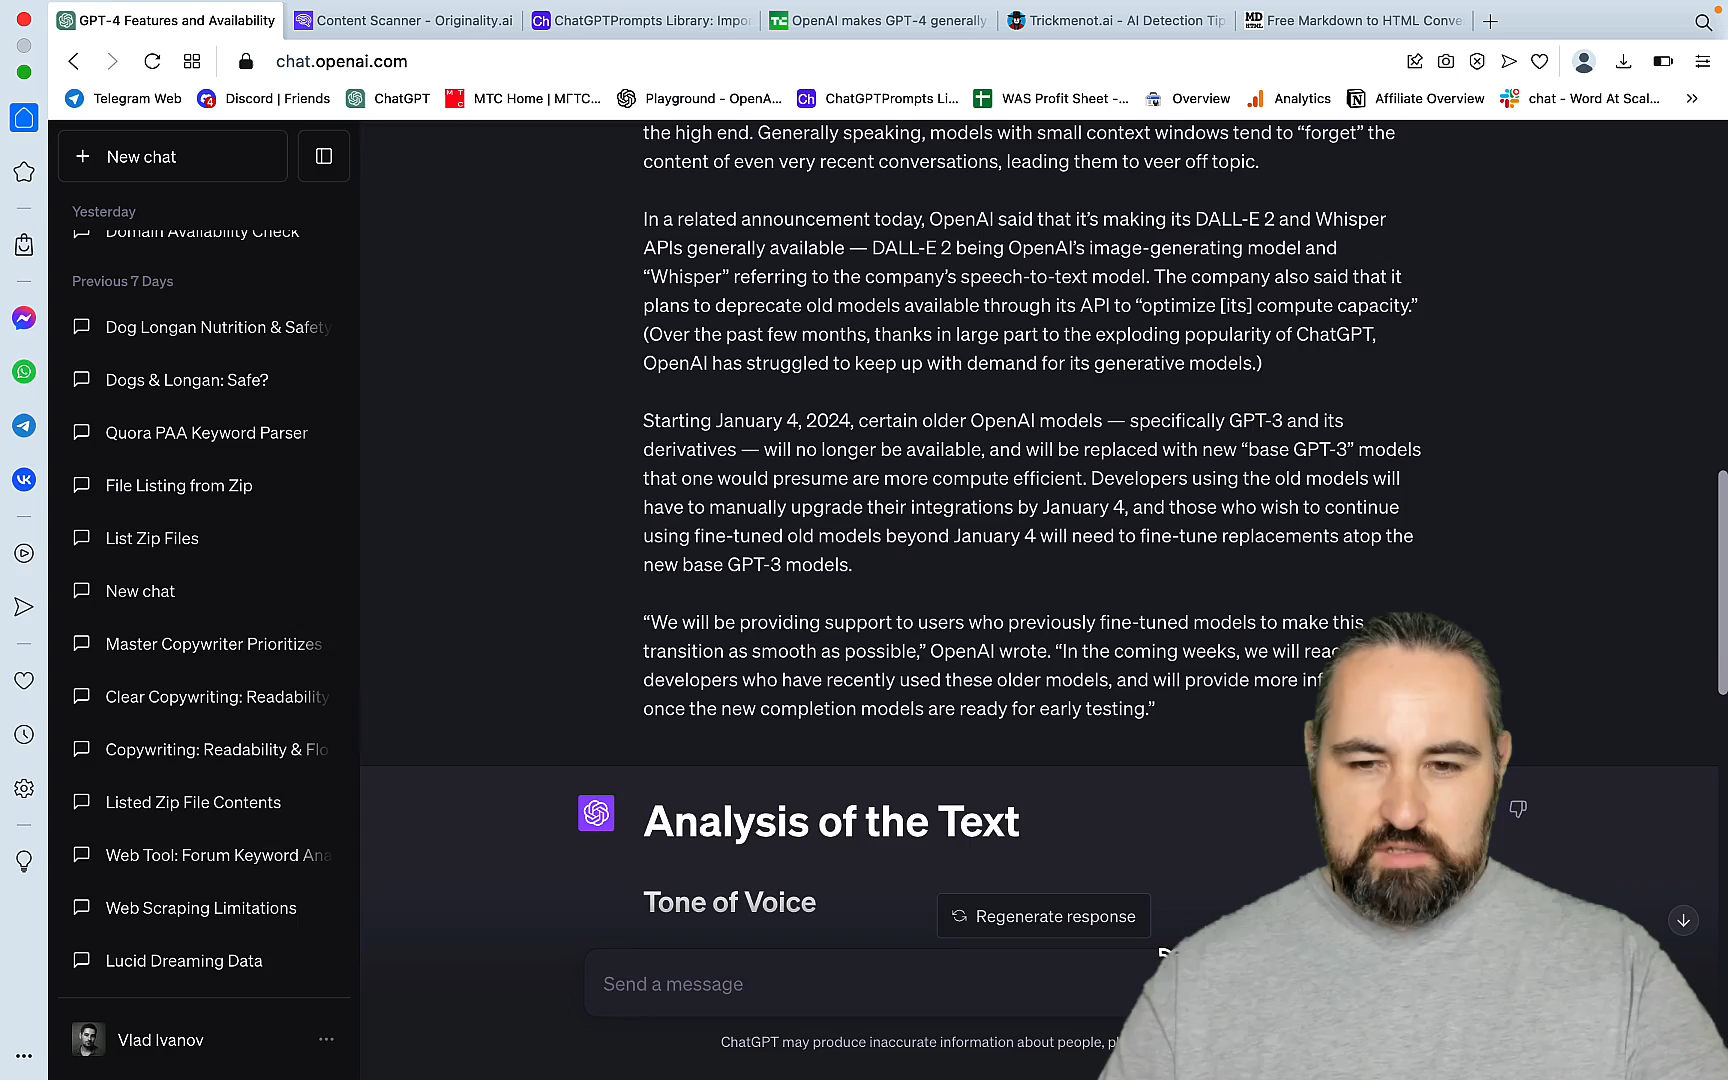 GPT-4 Features and Availability
Content Scanner - Originality.ai
ChatGPTPrompts Library: Impo
OpenAI makes GPT-4 generally
Trickmenot.ai - AI Detection Tip
Free Markdown to HTML Conve
chat.openai.com
Telegram Web
Discord | Friends
ChatGPT
МТС Home | МГТС...
Playground - OpenA...
ChatGPTPrompts Li...
WAS Profit Sheet -...
Overview
Analytics
Affiliate Overview
chat - Word At Scal...
New chat
Yesterday
Domain Availability Check
Previous 7 Days
Dog Longan Nutrition & Safety
Dogs & Longan: Safe?
Quora PAA Keyword Parser
File Listing from Zip
List Zip Files
New chat
Master Copywriter Prioritizes
Clear Copywriting: Readability
Copywriting: Readability & Flo
Listed Zip File Contents
Web Tool: Forum Keyword Ana
Web Scraping Limitations
Lucid Dreaming Data
Vlad Ivanov
the high end. Generally speaking, models with small context windows tend to “forget” the
content of even very recent conversations, leading them to veer off topic.
In a related announcement today, OpenAI said that it’s making its DALL-E 2 and Whisper
APIs generally available — DALL-E 2 being OpenAI’s image-generating model and
“Whisper” referring to the company’s speech-to-text model. The company also said that it
plans to deprecate old models available through its API to “optimize [its] compute capacity.”
(Over the past few months, thanks in large part to the exploding popularity of ChatGPT,
OpenAI has struggled to keep up with demand for its generative models.)
Starting January 4, 2024, certain older OpenAI models — specifically GPT-3 and its
derivatives — will no longer be available, and will be replaced with new “base GPT-3” models
that one would presume are more compute efficient. Developers using the old models will
have to manually upgrade their integrations by January 4, and those who wish to continue
using fine-tuned old models beyond January 4 will need to fine-tune replacements atop the
new base GPT-3 models.
“We will be providing support to users who previously fine-tuned models to make this
transition as smooth as possible,” OpenAI wrote. “In the coming weeks, we will reac
developers who have recently used these older models, and will provide more inf
once the new completion models are ready for early testing.”
Analysis of the Text
Tone of Voice
Regenerate response
Send a message
ChatGPT may produce inaccurate information about people, pl